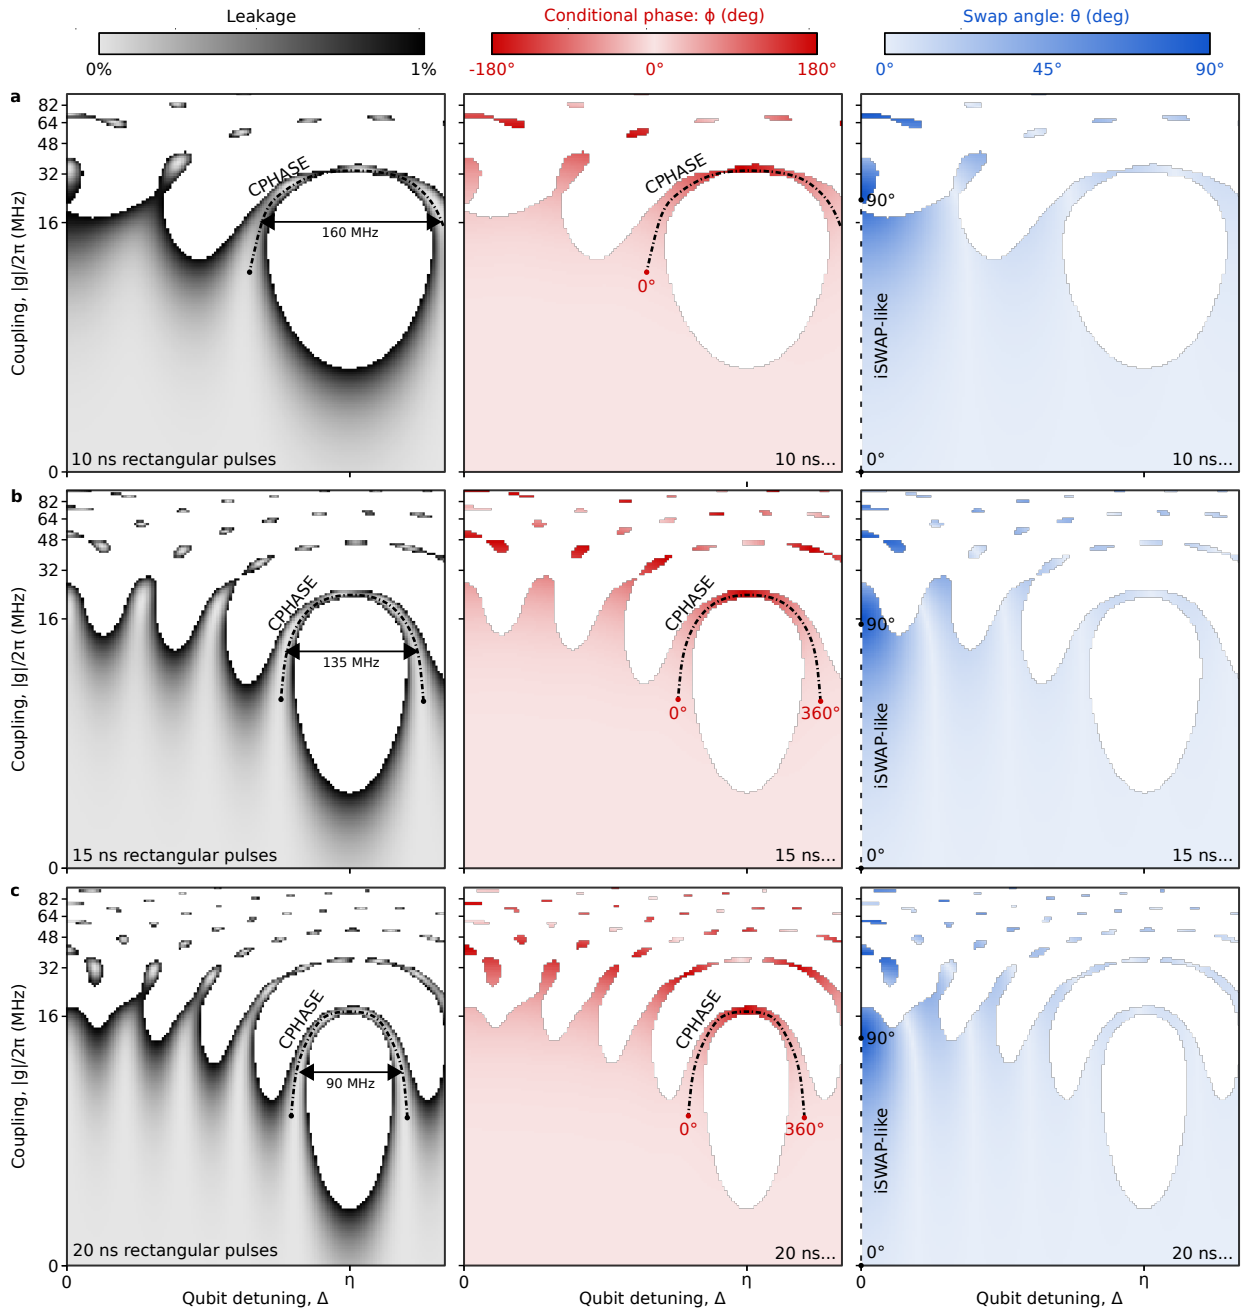 Leakage
0% 1%
Conditional phase: ϕ (deg)
-180° 0° 180°
Swap angle: θ (deg)
0° 45° 90°
a
Coupling, |g|/2π (MHz)
82
64
48
32
16
0
CPHASE
160 MHz
10 ns rectangular pulses
CPHASE
0°
10 ns...
90°
iSWAP-like
0°
10 ns...
b
Coupling, |g|/2π (MHz)
82
64
48
32
16
0
CPHASE
135 MHz
15 ns rectangular pulses
CPHASE
0° 360°
15 ns...
90°
iSWAP-like
0°
15 ns...
c
Coupling, |g|/2π (MHz)
82
64
48
32
16
0
CPHASE
90 MHz
20 ns rectangular pulses
CPHASE
0° 360°
20 ns...
90°
iSWAP-like
0°
20 ns...
0 η
Qubit detuning, Δ
0 η
Qubit detuning, Δ
0 η
Qubit detuning, Δ